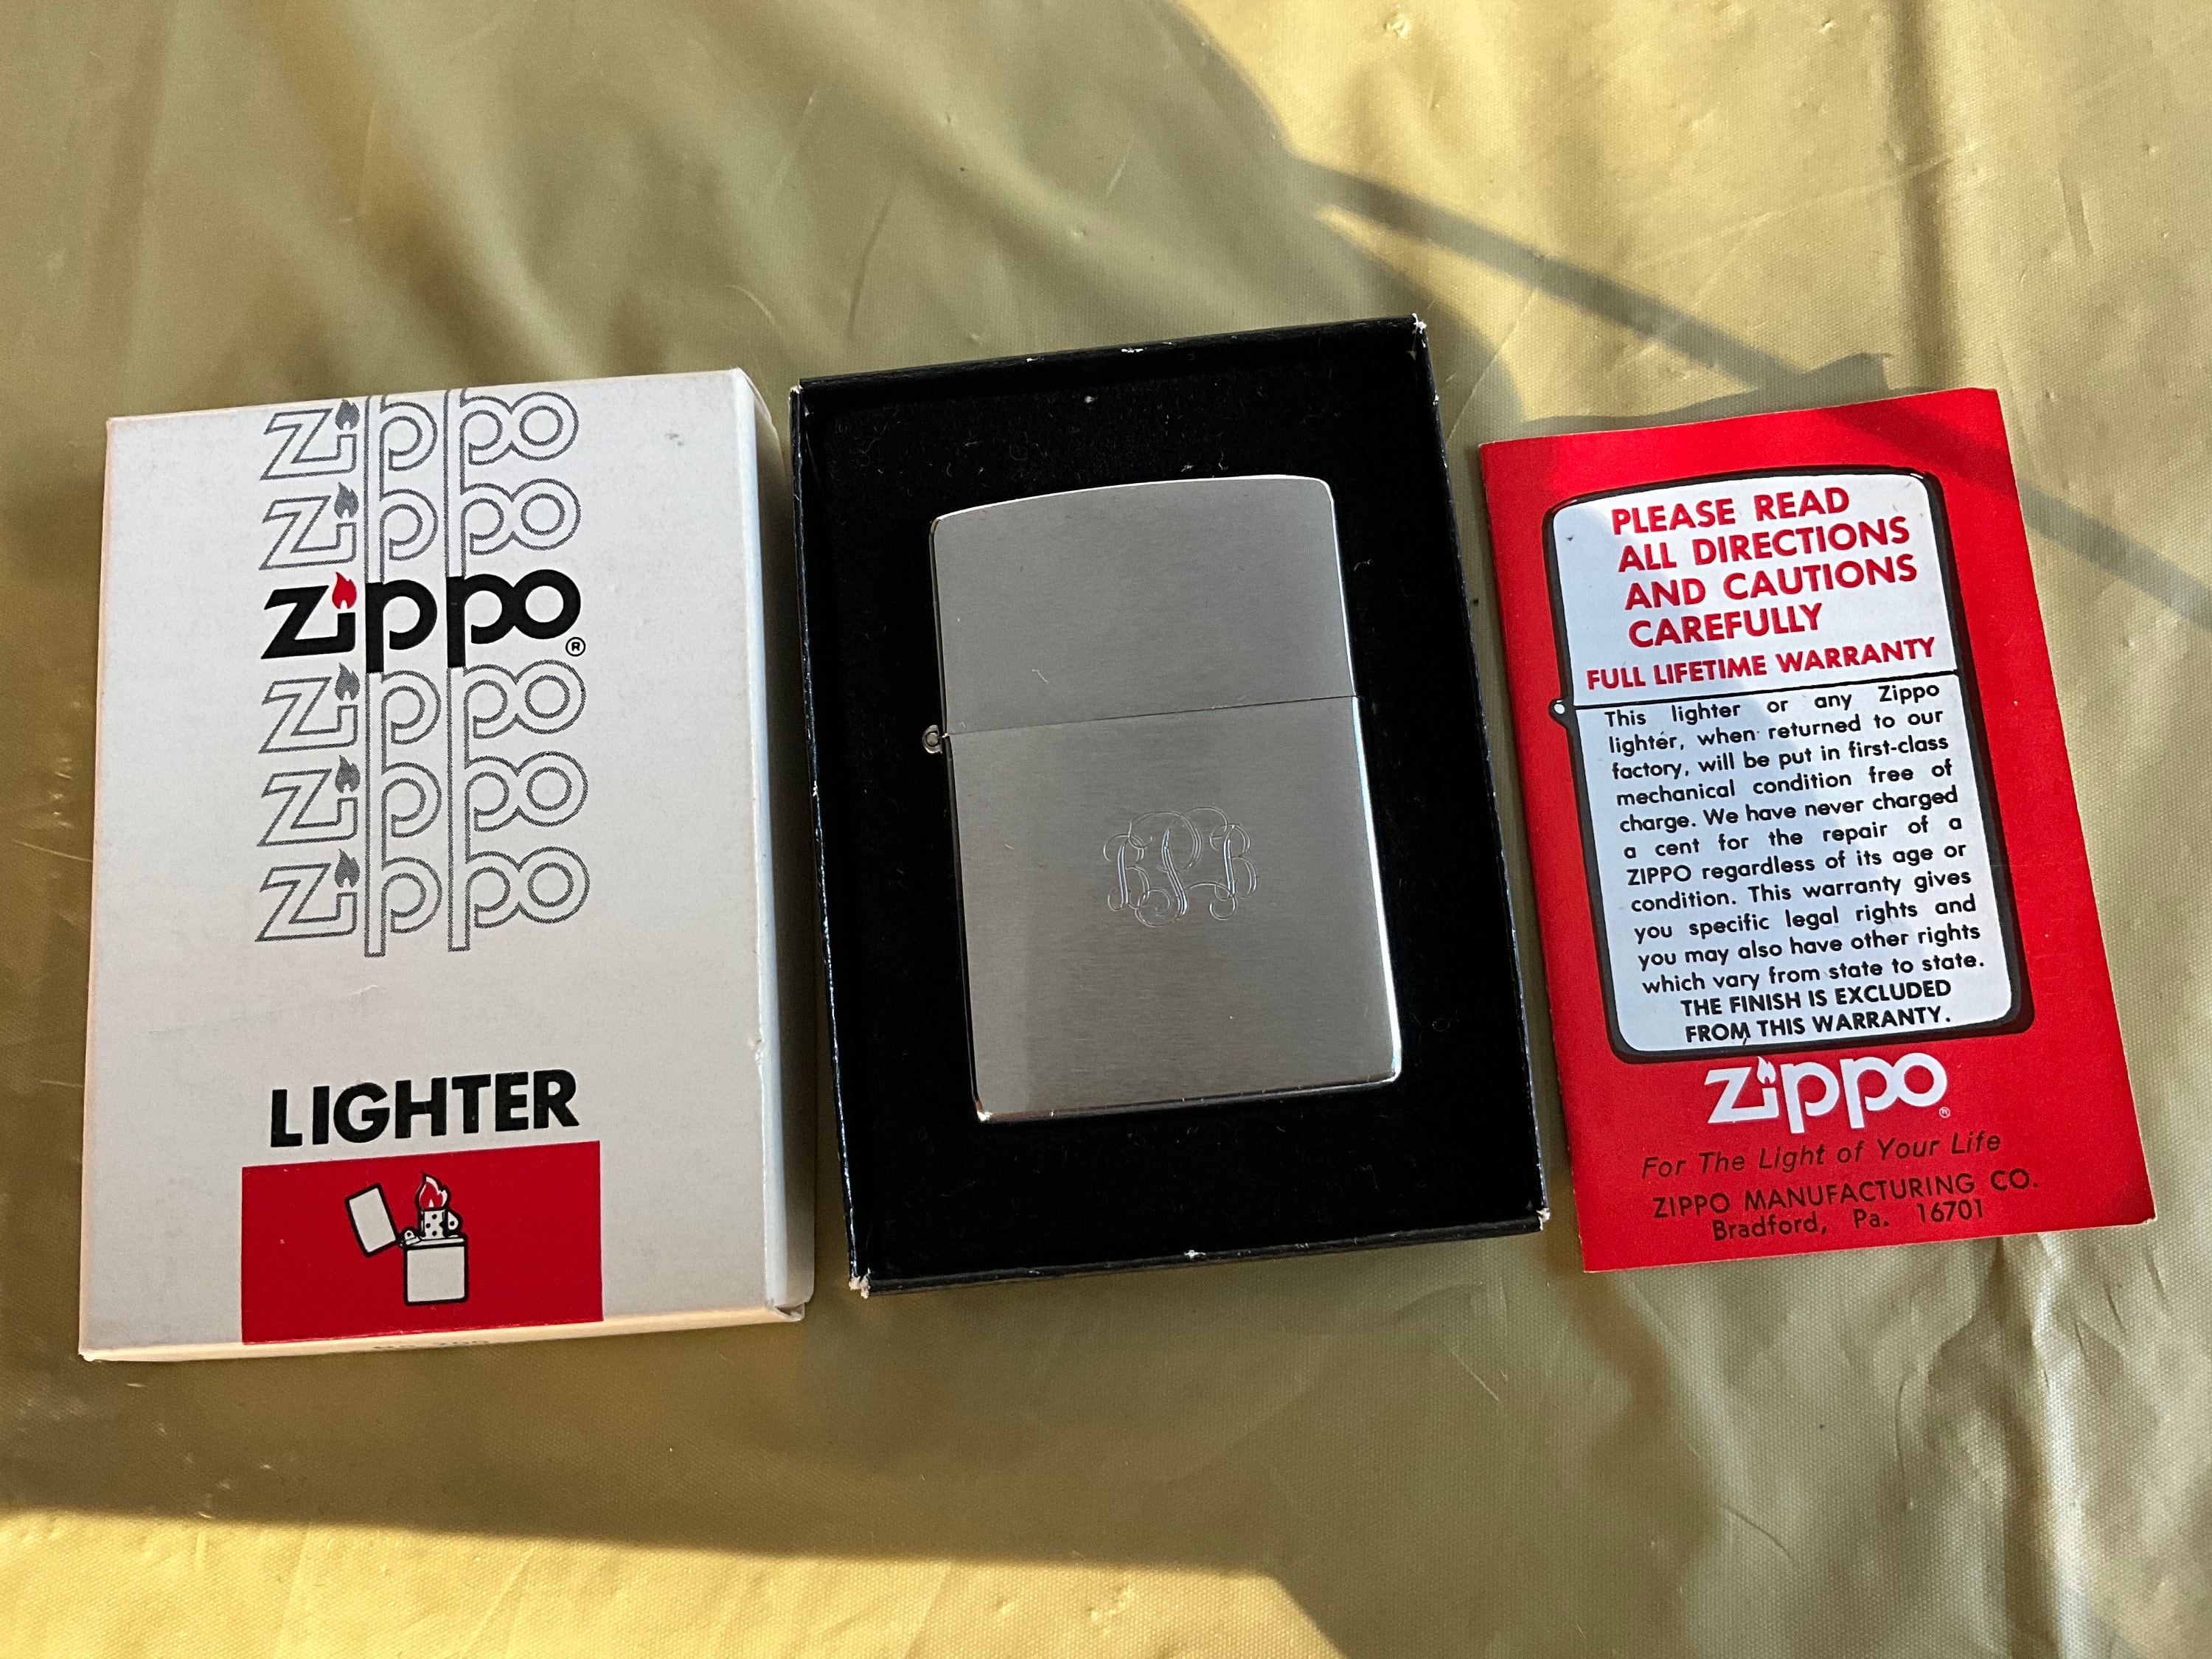 Zippo
Zippo
Zippo®
Zippo
Zippo
Zippo
LIGHTER
BPB
PLEASE READ
ALL DIRECTIONS
AND CAUTIONS
CAREFULLY
FULL LIFETIME WARRANTY
This lighter or any Zippo
lighter, when returned to our
factory, will be put in first-class
mechanical condition free of
charge. We have never charged
a cent for the repair of a
ZIPPO regardless of its age or
condition. This warranty gives
you specific legal rights and
you may also have other rights
which vary from state to state.
THE FINISH IS EXCLUDED
FROM THIS WARRANTY.
Zippo®
For The Light of Your Life
ZIPPO MANUFACTURING CO.
Bradford, Pa. 16701